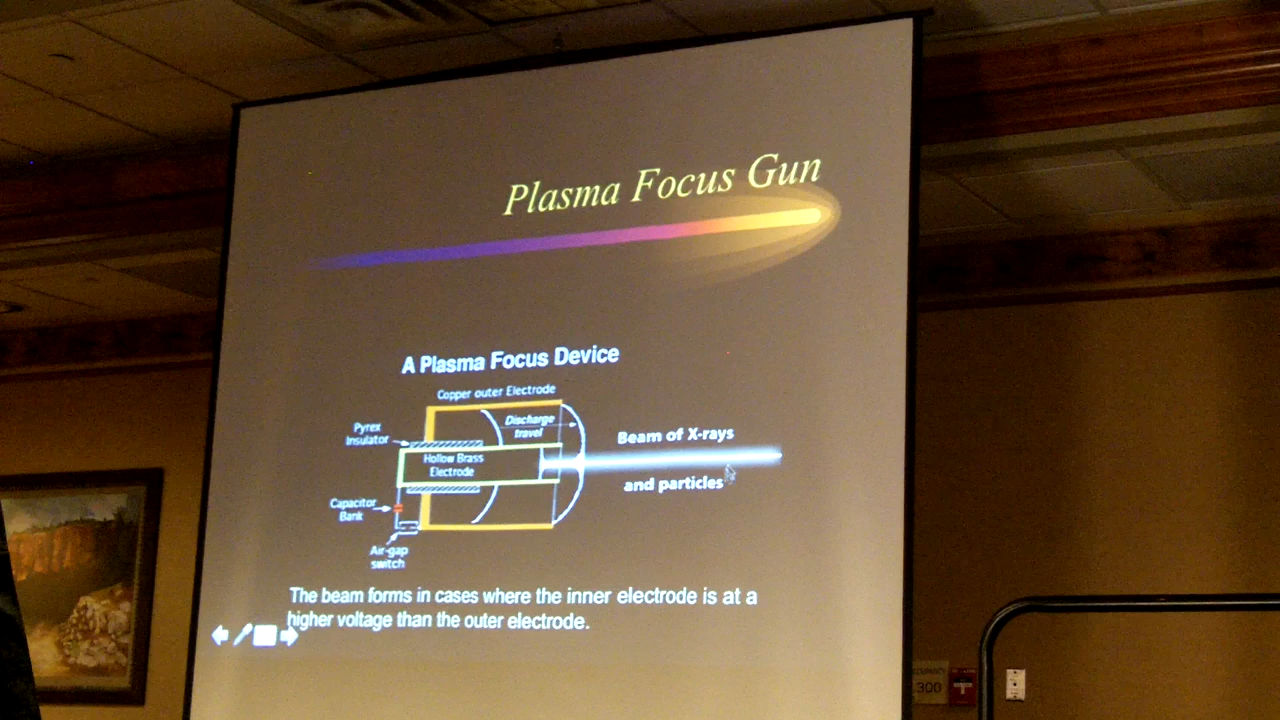 Plasma Focus Gun
A Plasma Focus Device
Copper outer Electrode
Discharge
travel
Pyrex
Insulator
Hollow Brass
Electrode
Beam of X-rays
and particles
Capacitor
Bank
Air-gap
switch
The beam forms in cases where the inner electrode is at a
higher voltage than the outer electrode.
300